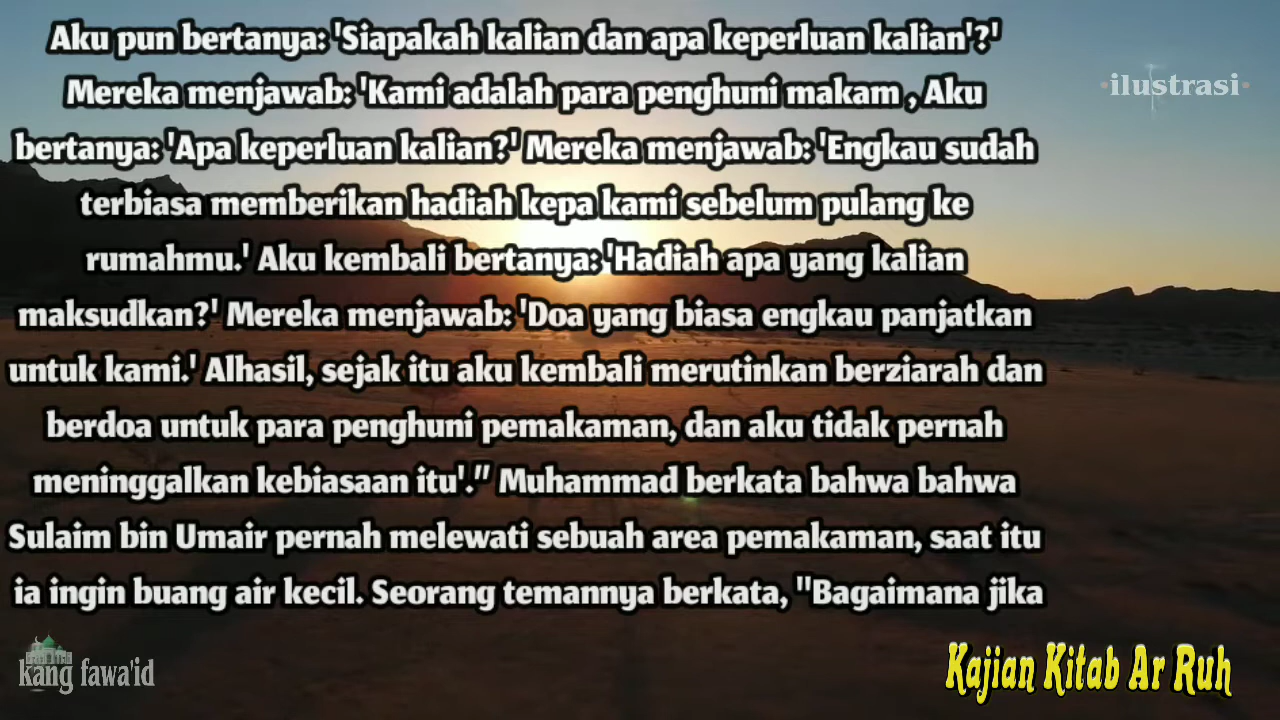 Aku pun bertanya: 'Siapakah kalian dan apa keperluan kalian'?'
Mereka menjawab: 'Kami adalah para penghuni makam , Aku
bertanya: 'Apa keperluan kalian?' Mereka menjawab: 'Engkau sudah
terbiasa memberikan hadiah kepa kami sebelum pulang ke
rumahmu.' Aku kembali bertanya: 'Hadiah apa yang kalian
maksudkan?' Mereka menjawab: 'Doa yang biasa engkau panjatkan
untuk kami.' Alhasil, sejak itu aku kembali merutinkan berziarah dan
berdoa untuk para penghuni pemakaman, dan aku tidak pernah
meninggalkan kebiasaan itu'." Muhammad berkata bahwa bahwa
Sulaim bin Umair pernah melewati sebuah area pemakaman, saat itu
ia ingin buang air kecil. Seorang temannya berkata, "Bagaimana jika
•ilustrasi•
kang fawa'id
Kajian Kitab Ar Ruh